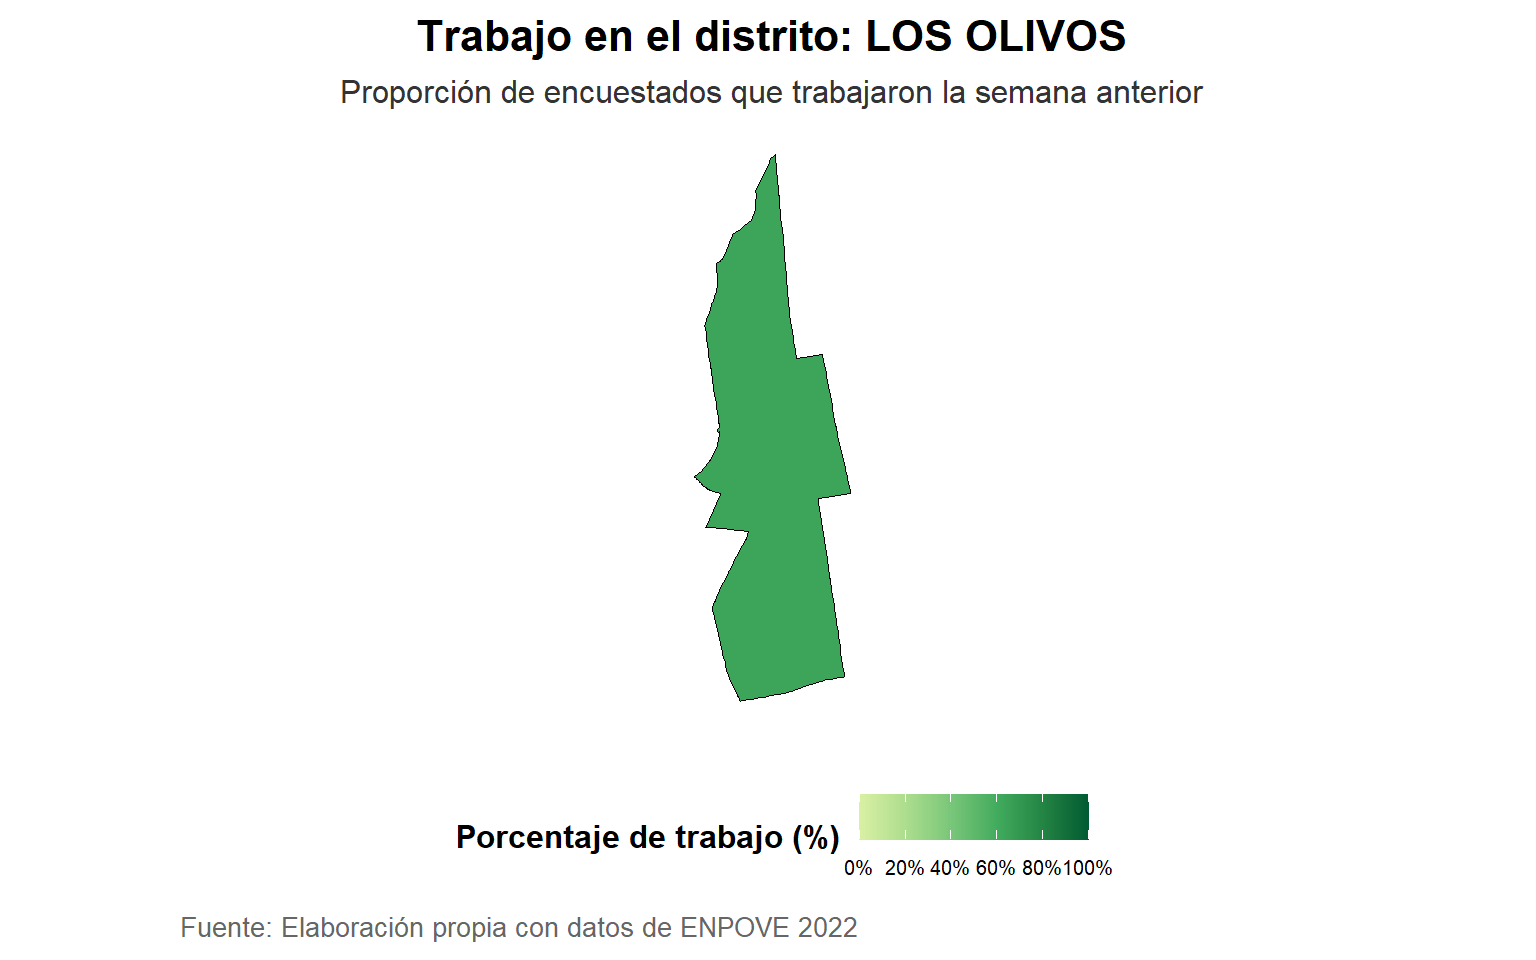 Trabajo en el distrito: LOS OLIVOS
Proporción de encuestados que trabajaron la semana anterior
Porcentaje de trabajo (%)
0% 20% 40% 60% 80% 100%
Fuente: Elaboración propia con datos de ENPOVE 2022